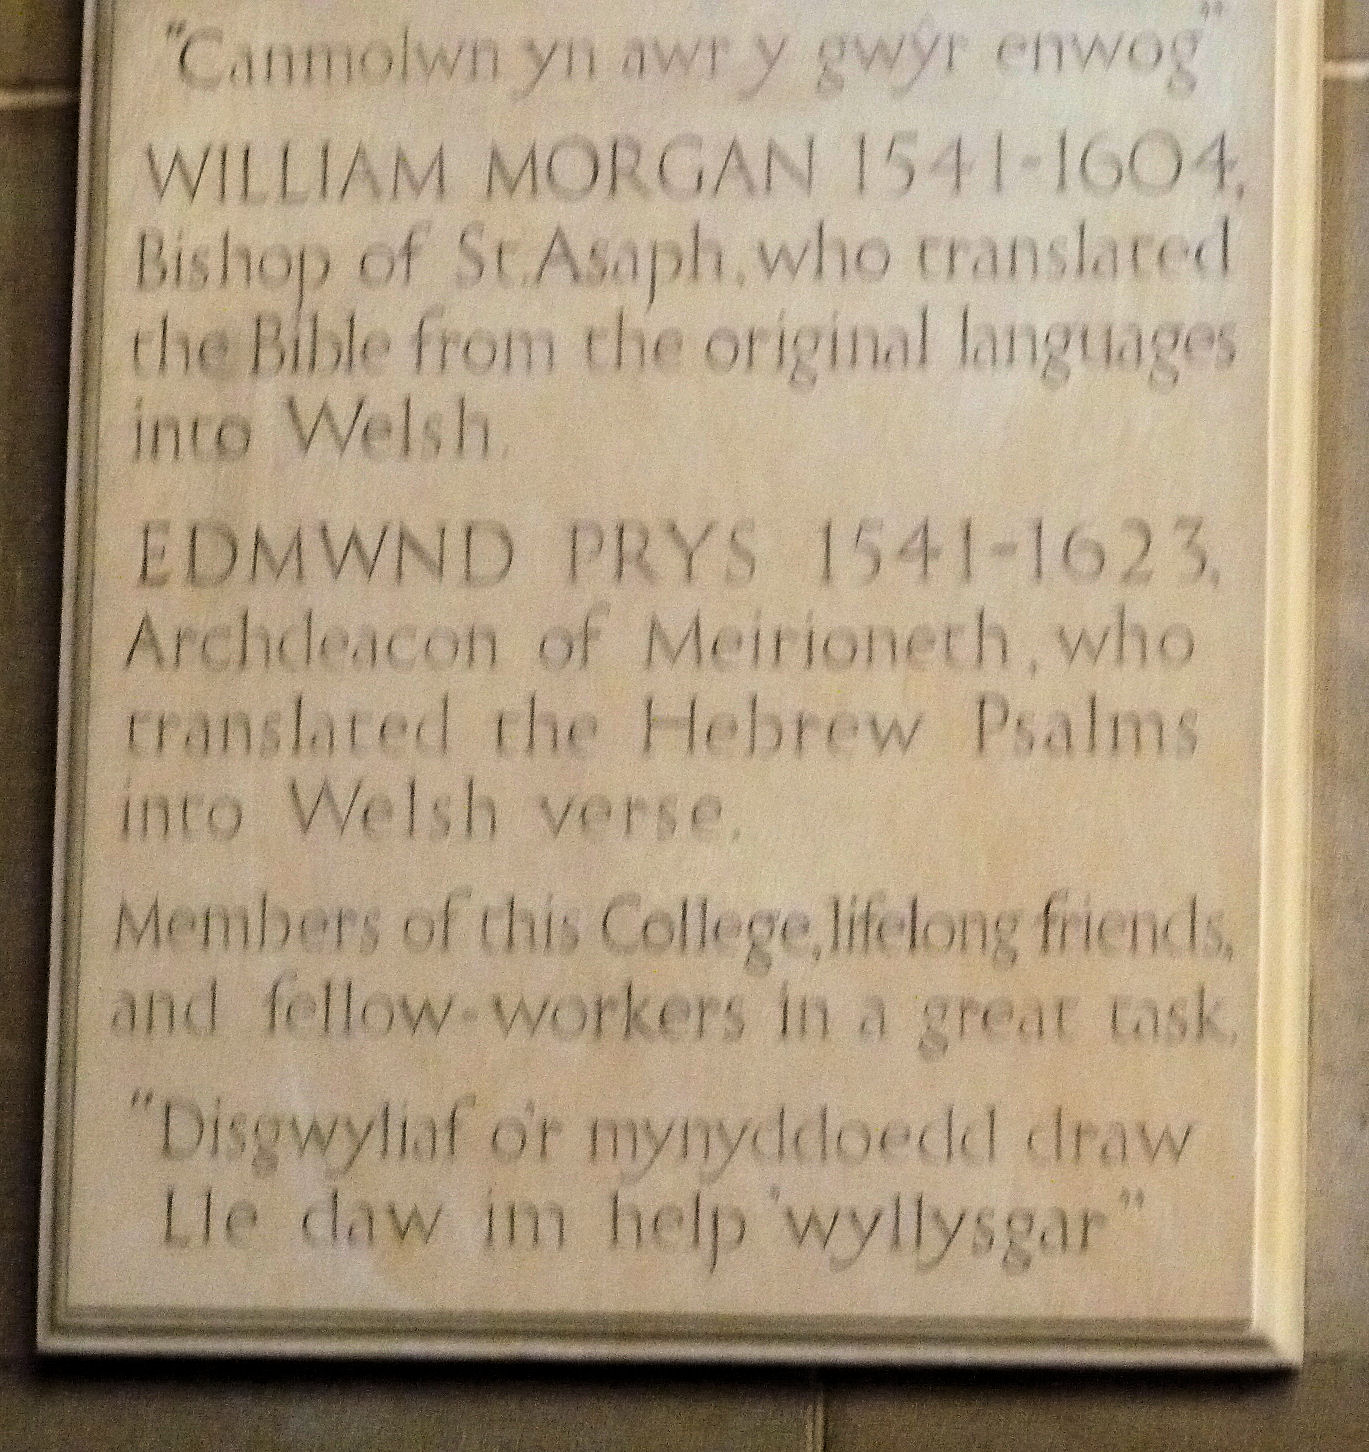 "Canmolwn yn awr y gwŷr enwog"
WILLIAM MORGAN 1541-1604,
Bishop of St. Asaph, who translated
the Bible from the original languages
into Welsh.
EDMWND PRYS 1541-1623,
Archdeacon of Meirioneth, who
translated the Hebrew Psalms
into Welsh verse.
Members of this College, lifelong friends,
and fellow-workers in a great task.
"Disgwyliaf o'r mynyddoedd draw
Lle daw im help 'wyllysgar"